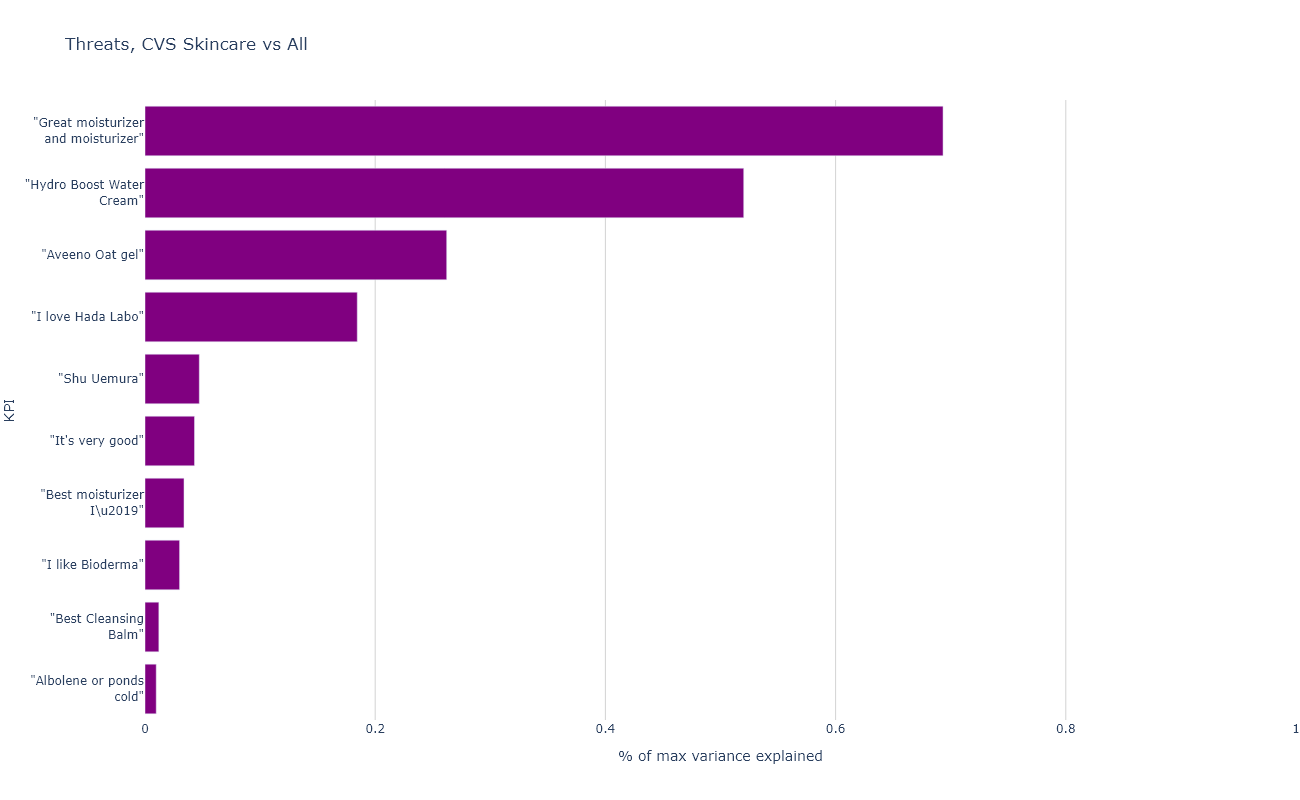 Threats, CVS Skincare vs All
"Great moisturizer
and moisturizer"
"Hydro Boost Water
Cream"
"Aveeno Oat gel"
"I love Hada Labo"
"Shu Uemura"
"It's very good"
"Best moisturizer
I\u2019"
"I like Bioderma"
"Best Cleansing
Balm"
"Albolene or ponds
cold"
KPI
0 0.2 0.4 0.6 0.8 1
% of max variance explained